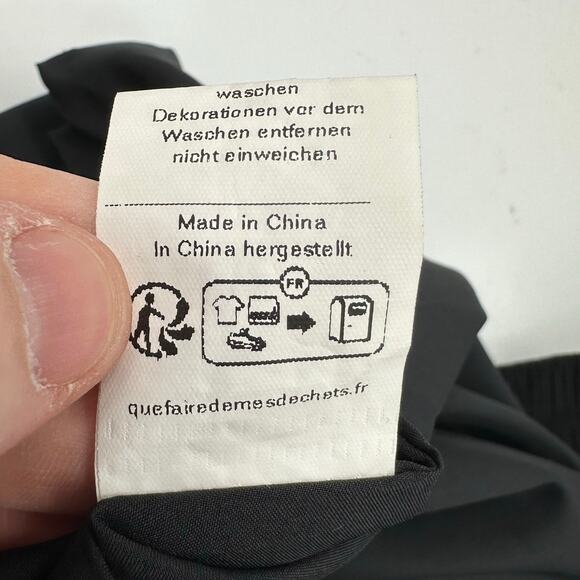 waschen
Dekorationen vor dem
Waschen entfernen
nicht einweichen
Made in China
In China hergestellt
FR
quefairedemesdechets.fr